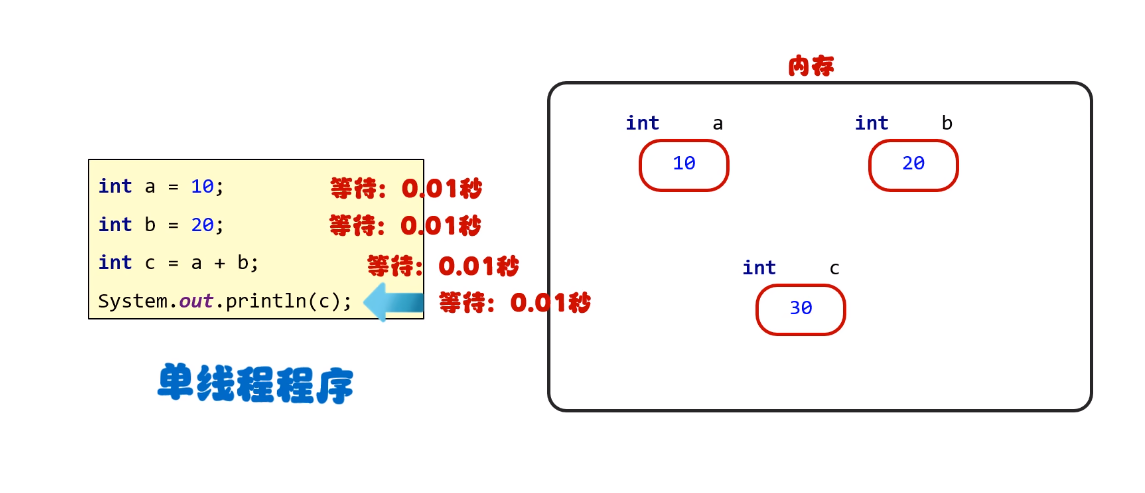 内存
int a
int b
10
20
int a = 10;
等待: 0.01秒
int b = 20;
等待: 0.01秒
int c = a + b;
等待: 0.01秒
int c
System.out.println(c);
等待: 0.01秒
30
单线程程序